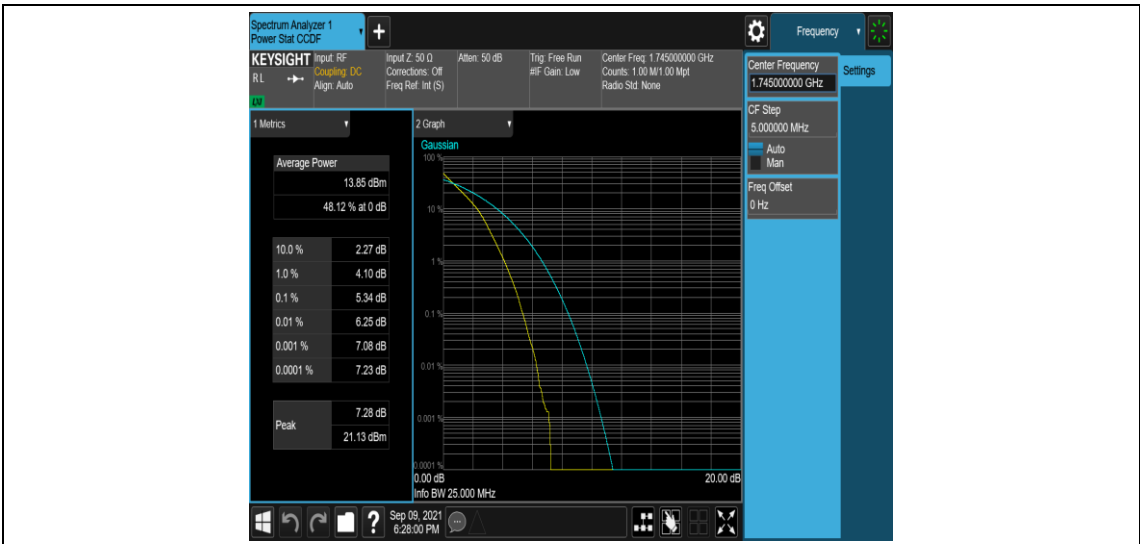 Spectrum Analyzer 1
Power Stat CCDF
+
Frequency
KEYSIGHT
R L
LXI
Input: RF
Coupling: DC
Align: Auto
Input Z: 50 Ω
Corrections: Off
Freq Ref: Int (S)
Atten: 50 dB
Trig: Free Run
#IF Gain: Low
Center Freq: 1.745000000 GHz
Counts: 1.00 M/1.00 Mpt
Radio Std: None
Center Frequency
1.745000000 GHz
Settings
CF Step
5.000000 MHz
Auto
Man
Freq Offset
0 Hz
1 Metrics
Average Power
13.85 dBm
48.12 % at 0 dB
10.0 % 2.27 dB
1.0 % 4.10 dB
0.1 % 5.34 dB
0.01 % 6.25 dB
0.001 % 7.08 dB
0.0001 % 7.23 dB
Peak
7.28 dB
21.13 dBm
2 Graph
Gaussian
100 %
10 %
1 %
0.1 %
0.01 %
0.001 %
0.0001 %
0.00 dB
20.00 dB
Info BW 25.000 MHz
?
Sep 09, 2021
6:28:00 PM